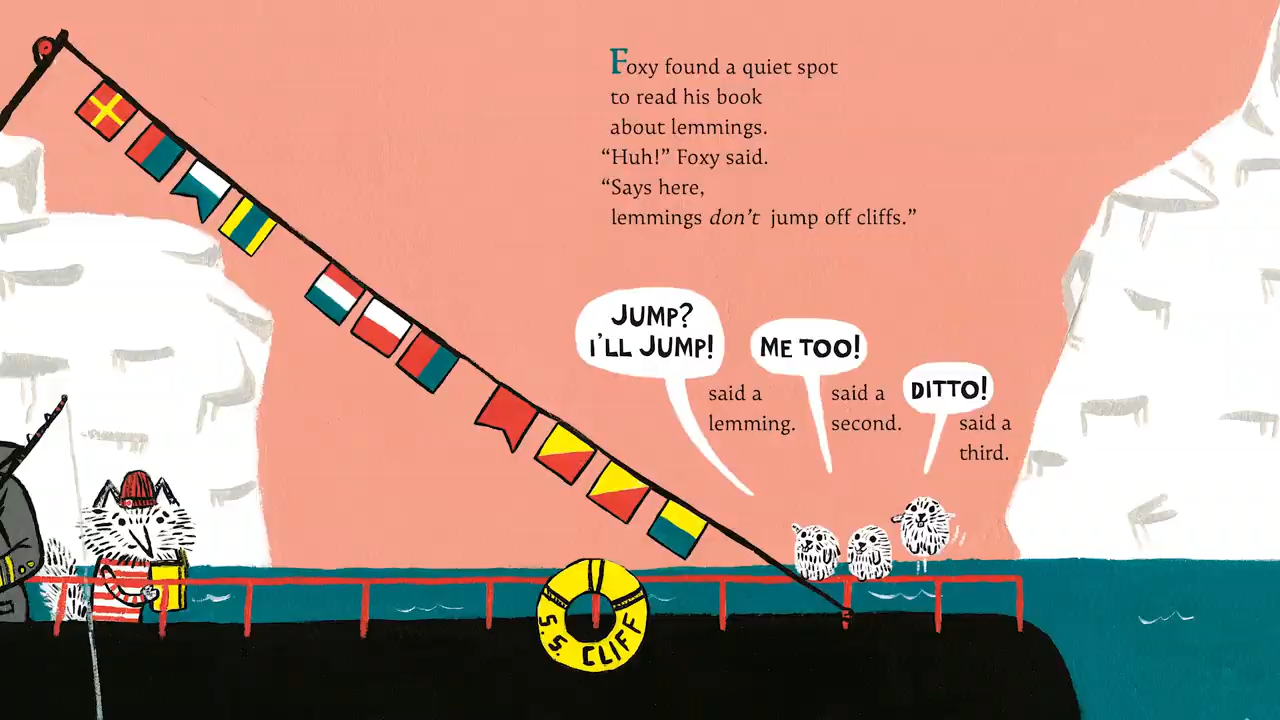 Foxy found a quiet spot
to read his book
about lemmings.
“Huh!” Foxy said.
“Says here,
lemmings don’t jump off cliffs.”
JUMP?
I’LL JUMP!
said a
lemming.
ME TOO!
said a
second.
DITTO!
said a
third.
S.S. CLIFF